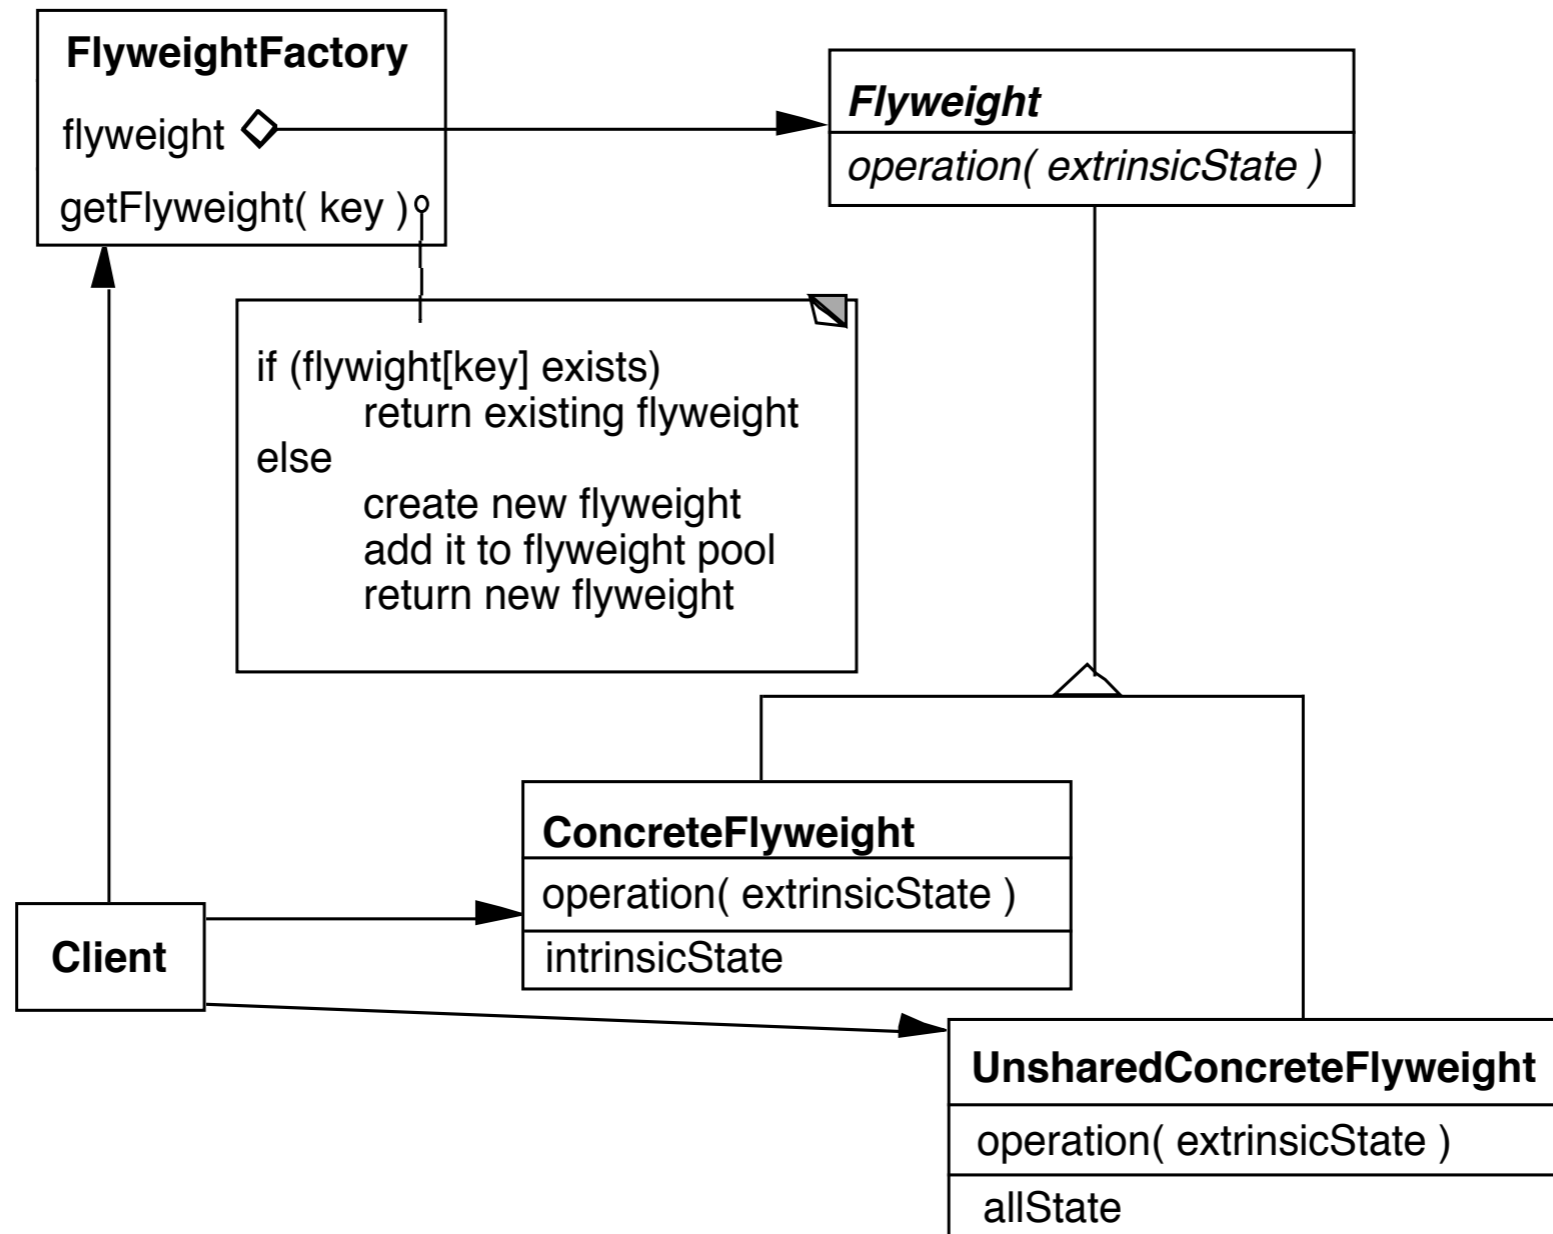 FlyweightFactory
flyweight
getFlyweight( key )
Flyweight
operation( extrinsicState )
if (flywight[key] exists)
return existing flyweight
else
create new flyweight
add it to flyweight pool
return new flyweight
ConcreteFlyweight
operation( extrinsicState )
intrinsicState
Client
UnsharedConcreteFlyweight
operation( extrinsicState )
allState